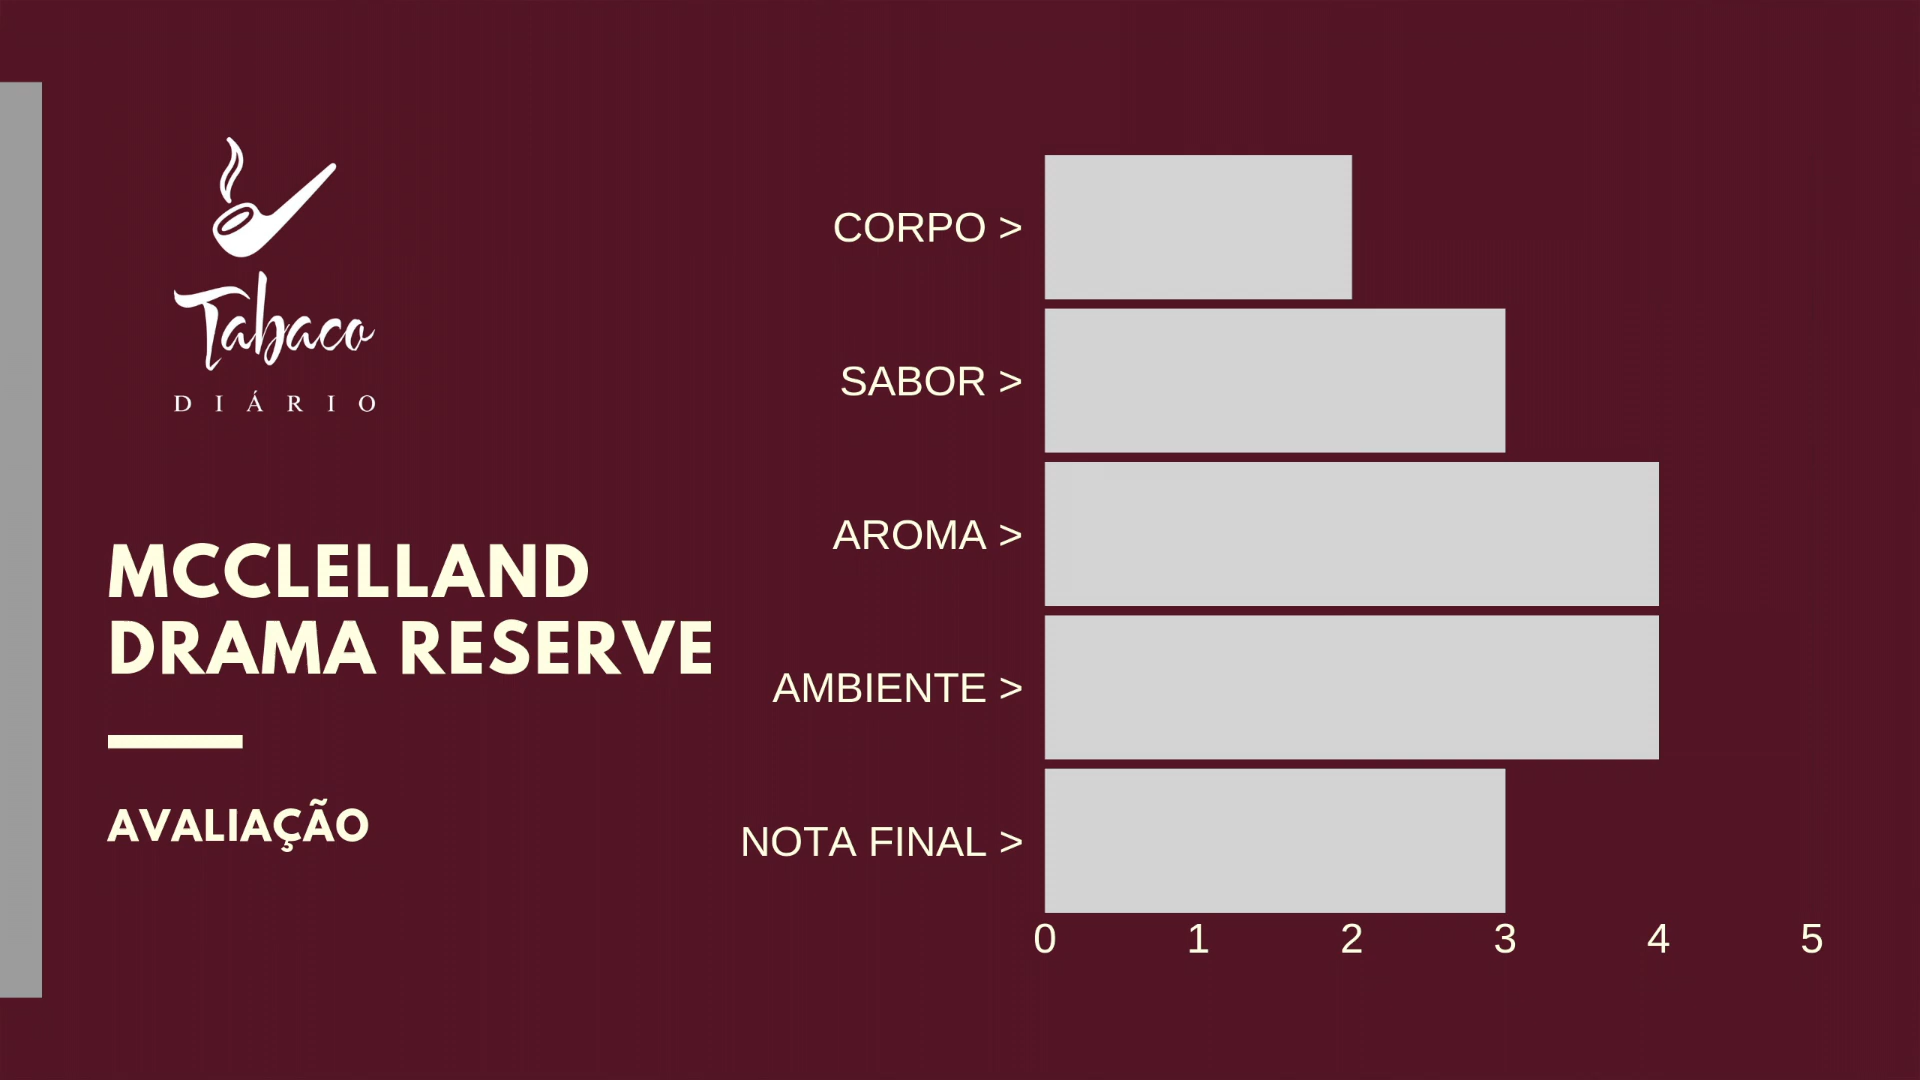 Tabaco
DIÁRIO
MCCLELLAND
DRAMA RESERVE
AVALIAÇÃO
CORPO >
SABOR >
AROMA >
AMBIENTE >
NOTA FINAL >
0 1 2 3 4 5